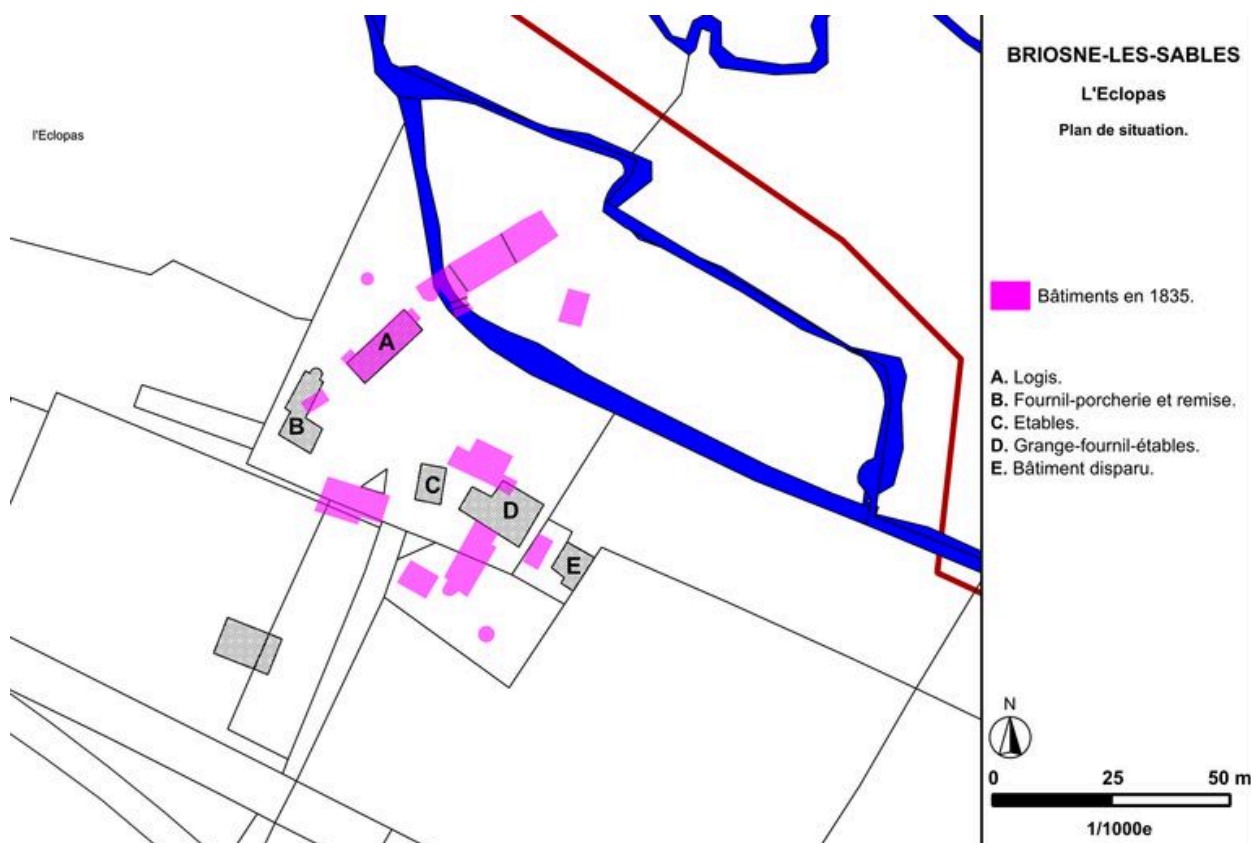 BRIOSNE-LES-SABLES
L'Eclopas
Plan de situation.
l'Eclopas
Bâtiments en 1835.
A. Logis.
B. Fournil-porcherie et remise.
C. Etables.
D. Grange-fournil-étables.
E. Bâtiment disparu.
A
B
C
D
E
N
0 25 50 m
1/1000e